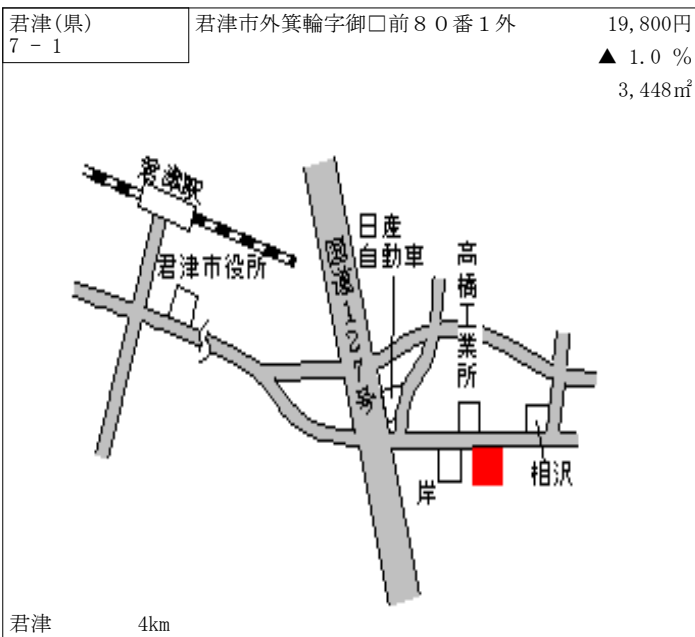 君津(県)
7 - 1
君津市外箕輪字御□前８０番１外
19,800円
▲ 1.0 %
3,448㎡
君津駅
君津市役所
国道127号
日産
自動車
高橋工業所
岸
相沢
君津 4km